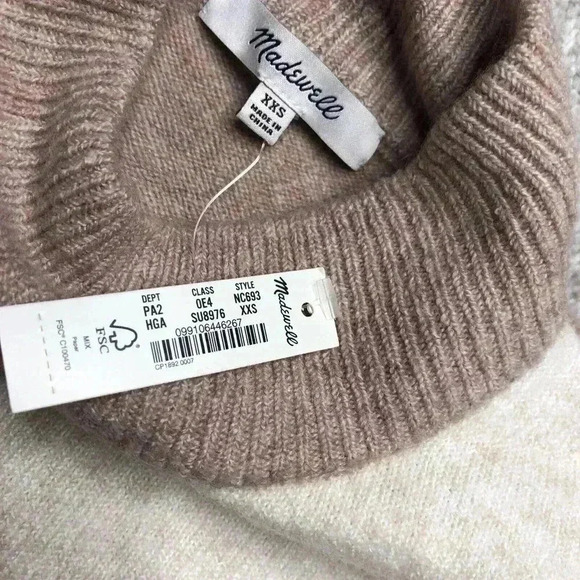 Madewell
XXS
MADE IN
CHINA
DEPT CLASS STYLE
PA2 0E4 NC693
HGA SU8976 XXS
099106446267
CP1892 0007
Madewell
FSC
MIX
Paper
FSC® C100470